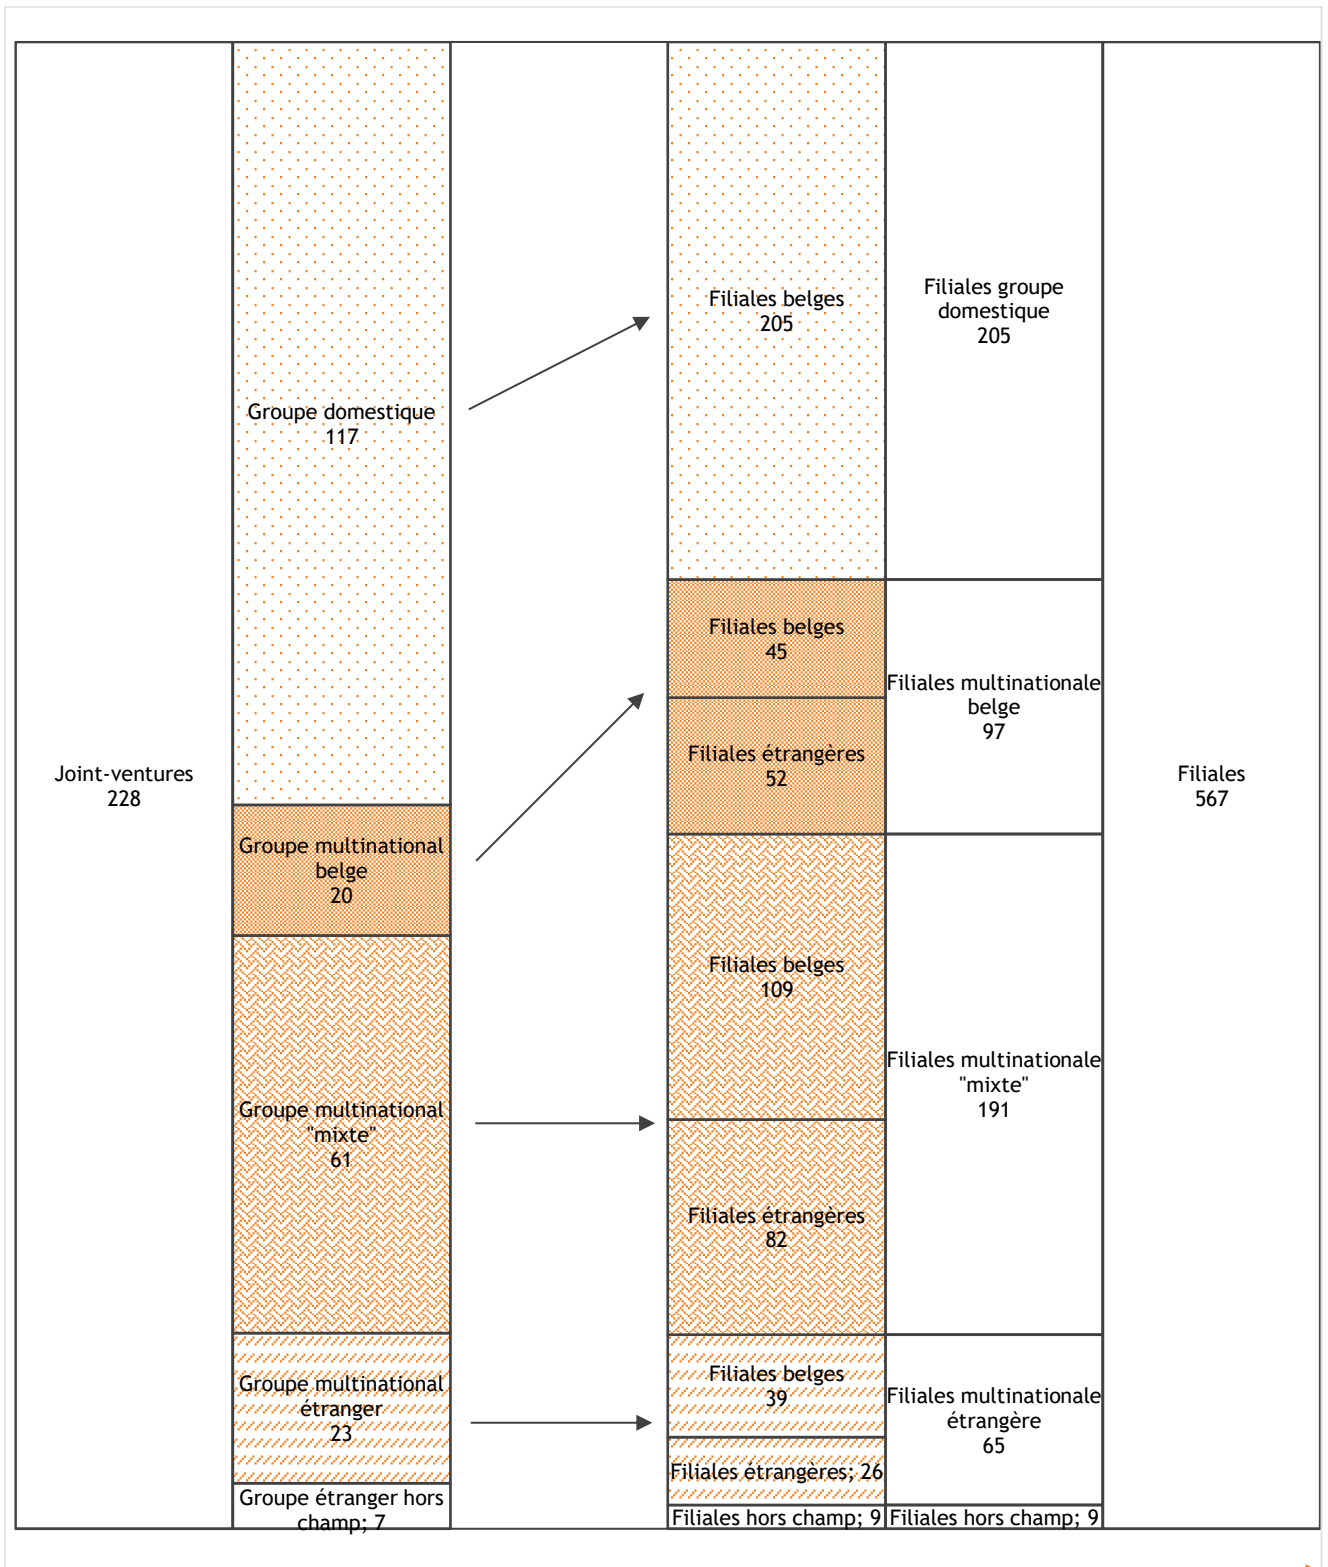 Joint-ventures
228
Groupe domestique
117
Groupe multinational
belge
20
Groupe multinational
"mixte"
61
Groupe multinational
étranger
23
Groupe étranger hors
champ; 7
Filiales belges
205
Filiales belges
45
Filiales étrangères
52
Filiales belges
109
Filiales étrangères
82
Filiales belges
39
Filiales étrangères; 26
Filiales hors champ; 9
Filiales groupe
domestique
205
Filiales multinationale
belge
97
Filiales multinationale
"mixte"
191
Filiales multinationale
étrangère
65
Filiales hors champ; 9
Filiales
567